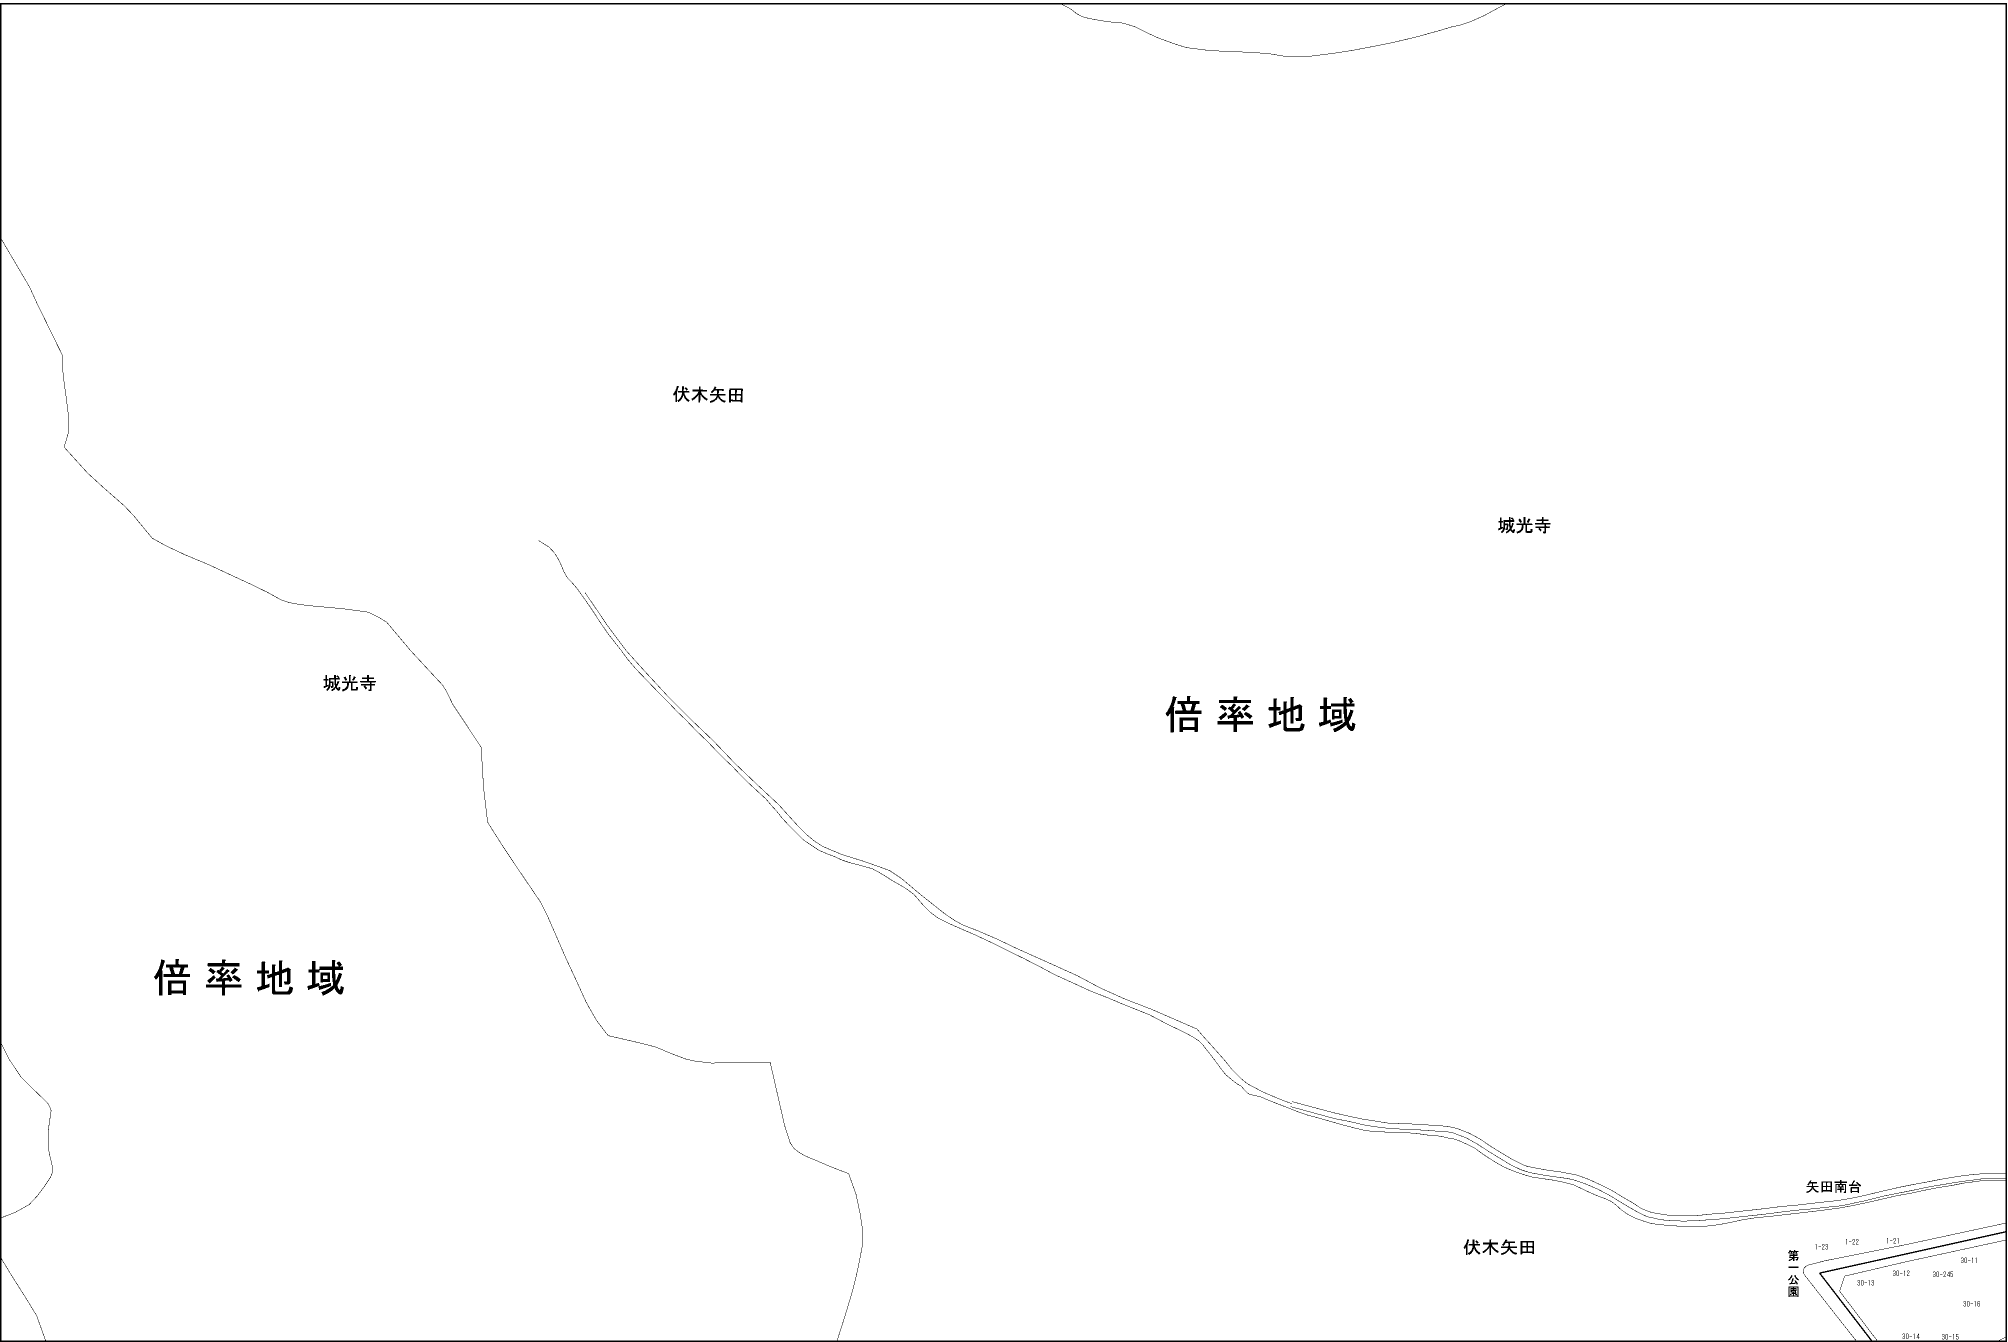 伏木矢田
城光寺
城光寺
倍率地域
倍率地域
矢田南台
伏木矢田
第一公園
1-23
1-22
1-21
30-11
30-12
30-245
30-13
30-16
30-14
30-15